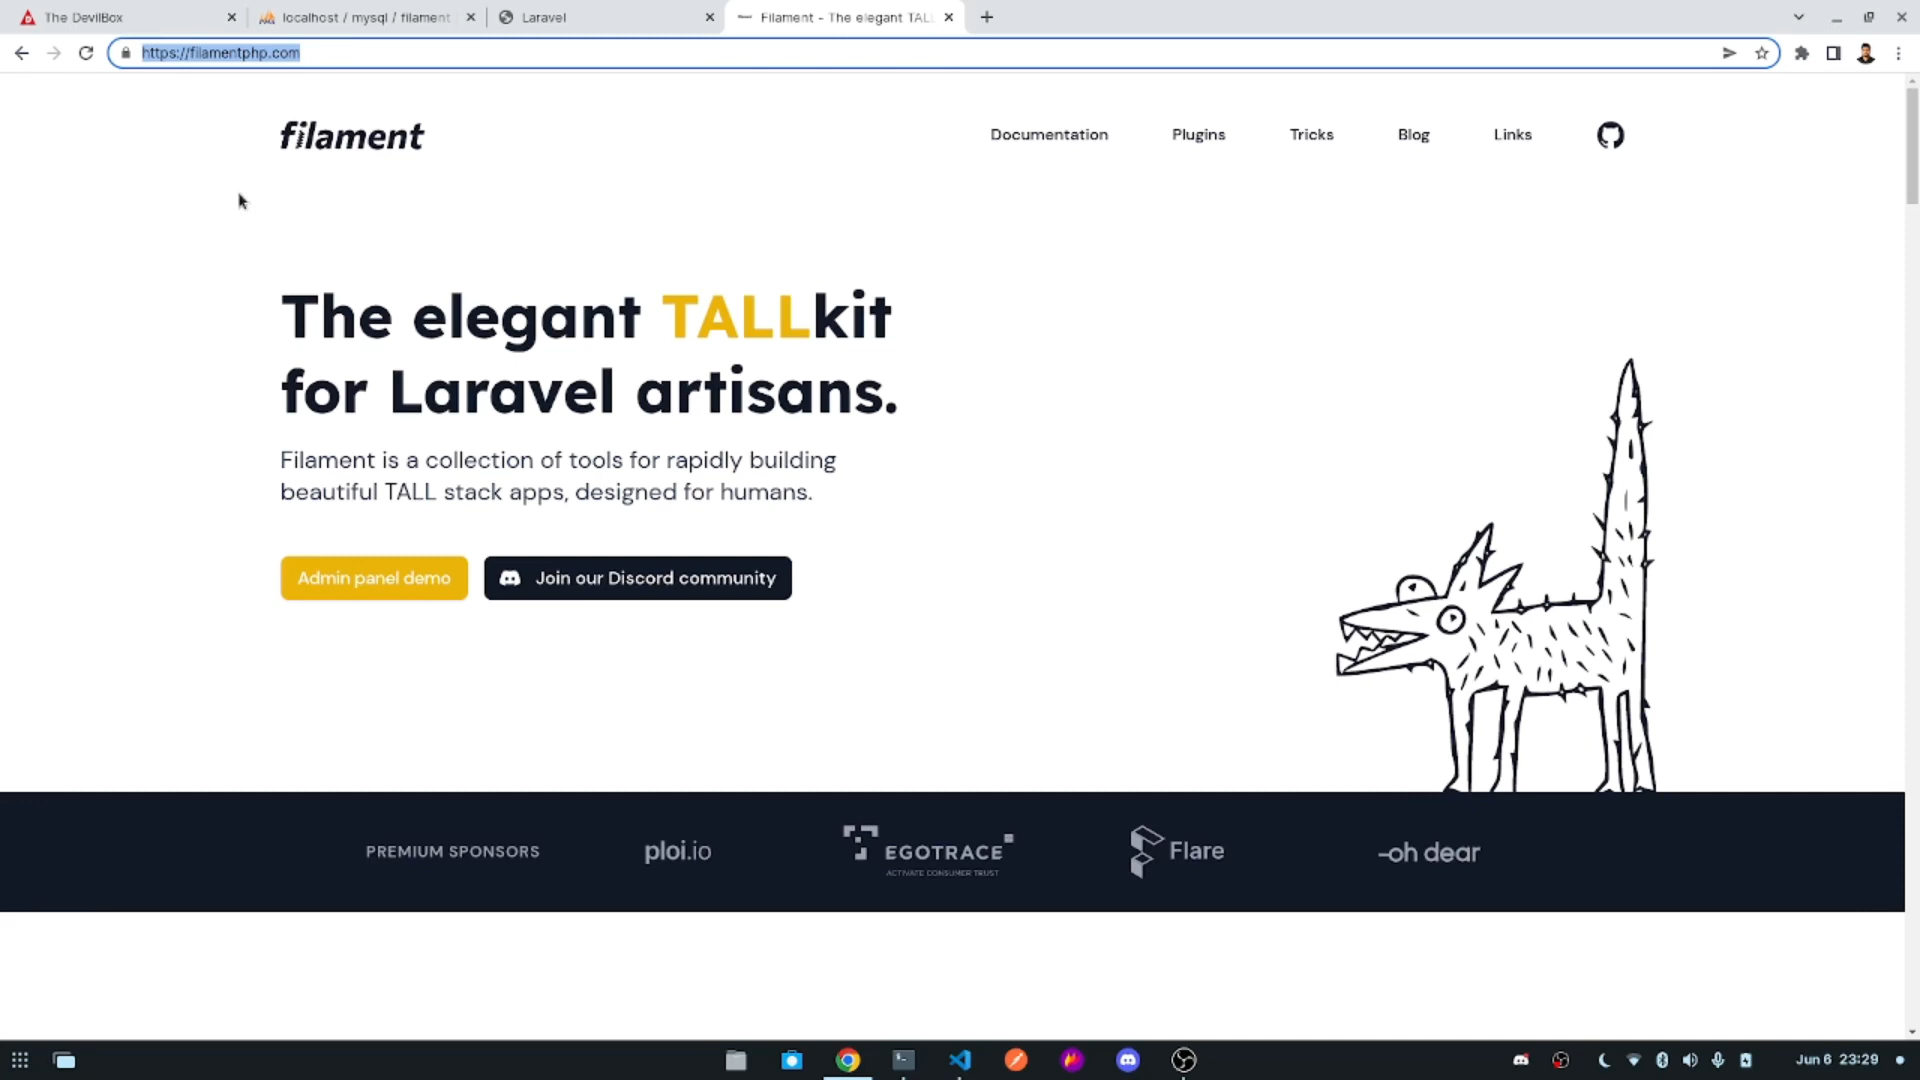 The DevilBox
localhost / mysql / filament
Laravel
Filament - The elegant TAL
https://filamentphp.com
filament
Documentation
Plugins
Tricks
Blog
Links
The elegant TALLkit
for Laravel artisans.
Filament is a collection of tools for rapidly building
beautiful TALL stack apps, designed for humans.
Admin panel demo
Join our Discord community
PREMIUM SPONSORS
ploi.io
EGOTRACE
ACTIVATE CONSUMER TRUST
Flare
oh dear
Jun 6 23:29